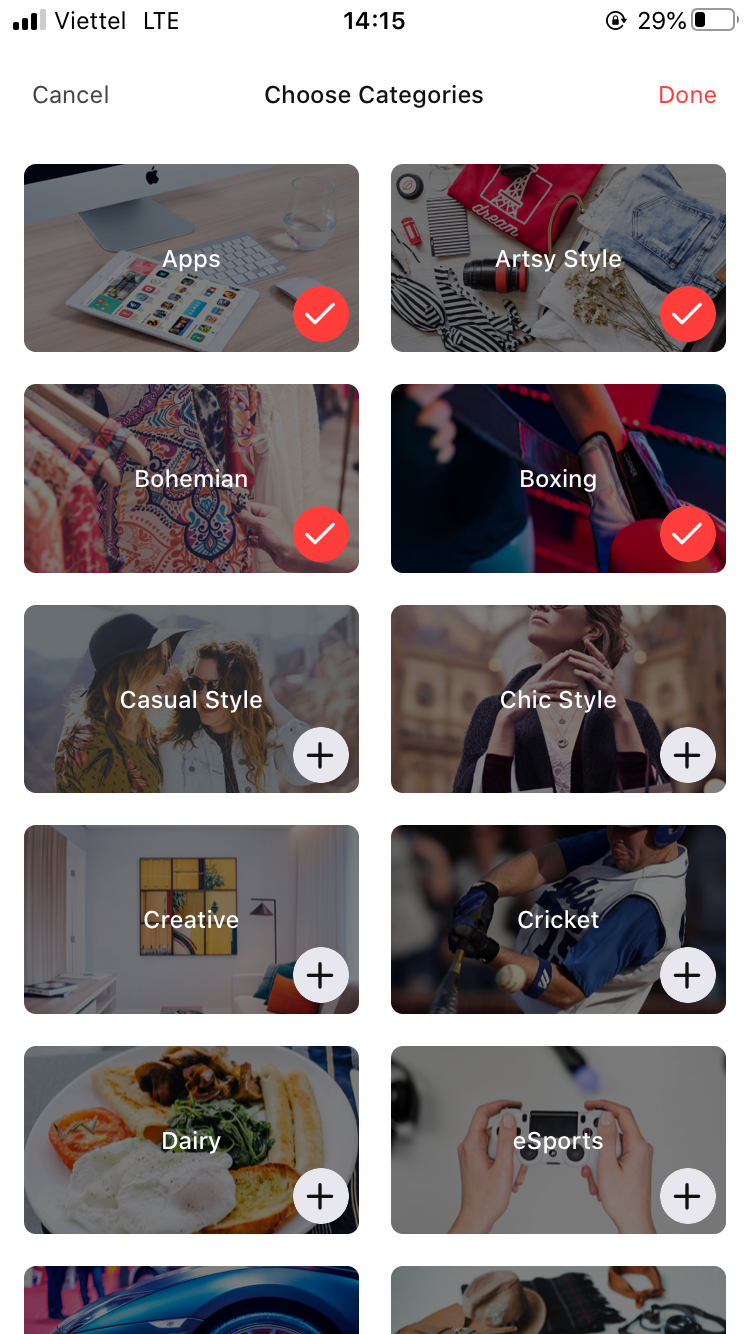 Viettel LTE 14:15 29%
Cancel Choose Categories Done
Apps
dream
Artsy Style
Bohemian
Boxing
Casual Style
Chic Style
Creative
Cricket
Dairy
eSports